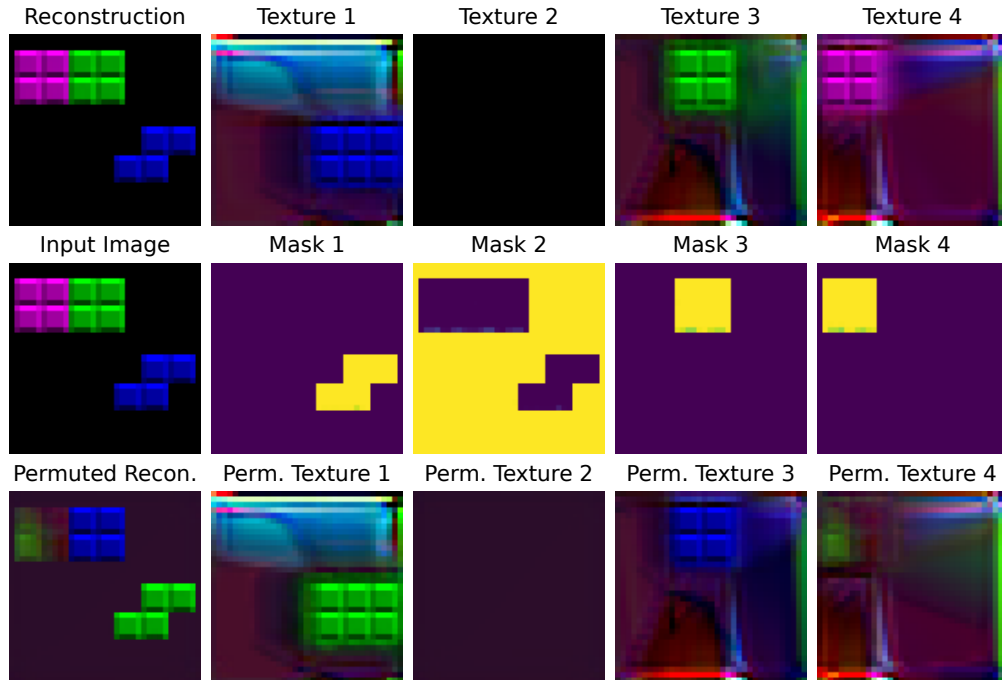 Reconstruction Texture 1 Texture 2 Texture 3 Texture 4
Input Image Mask 1 Mask 2 Mask 3 Mask 4
Permuted Recon. Perm. Texture 1 Perm. Texture 2 Perm. Texture 3 Perm. Texture 4